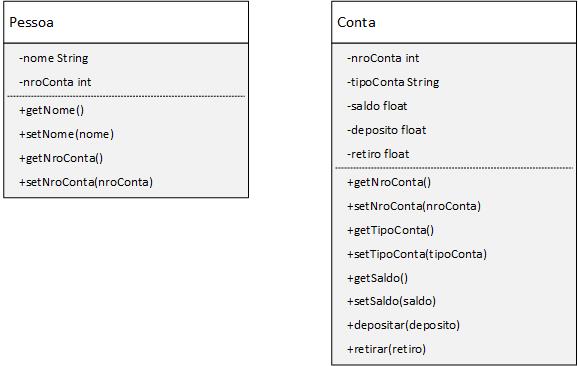 Pessoa
-nome String
-nroConta int
+getNome()
+setNome(nome)
+getNroConta()
+setNroConta(nroConta)
Conta
-nroConta int
-tipoConta String
-saldo float
-deposito float
-retiro float
+getNroConta()
+setNroConta(nroConta)
+getTipoConta()
+setTipoConta(tipoConta)
+getSaldo()
+setSaldo(saldo)
+depositar(deposito)
+retirar(retiro)